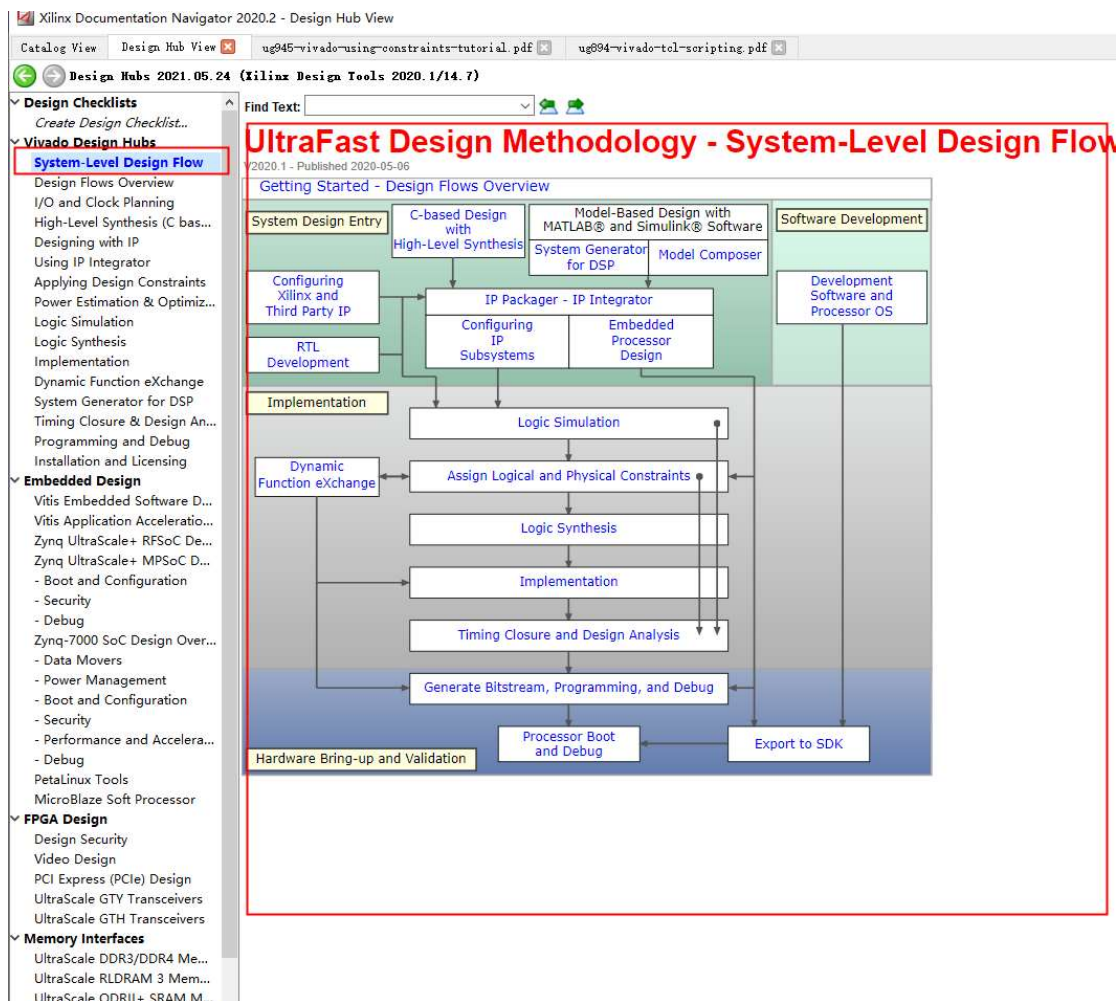 Xilinx Documentation Navigator 2020.2 - Design Hub View
Catalog View
Design Hub View
ug945-vivado-using-constraints-tutorial.pdf
ug894-vivado-tcl-scripting.pdf
Design Hubs 2021.05.24 (Xilinx Design Tools 2020.1/14.7)
Design Checklists
Create Design Checklist...
Vivado Design Hubs
System-Level Design Flow
Design Flows Overview
I/O and Clock Planning
High-Level Synthesis (C bas...
Designing with IP
Using IP Integrator
Applying Design Constraints
Power Estimation & Optimiz...
Logic Simulation
Logic Synthesis
Implementation
Dynamic Function eXchange
System Generator for DSP
Timing Closure & Design An...
Programming and Debug
Installation and Licensing
Embedded Design
Vitis Embedded Software D...
Vitis Application Acceleratio...
Zynq UltraScale+ RFSoC De...
Zynq UltraScale+ MPSoC D...
- Boot and Configuration
- Security
- Debug
Zynq-7000 SoC Design Over...
- Data Movers
- Power Management
- Boot and Configuration
- Security
- Performance and Accelera...
- Debug
PetaLinux Tools
MicroBlaze Soft Processor
FPGA Design
Design Security
Video Design
PCI Express (PCIe) Design
UltraScale GTY Transceivers
UltraScale GTH Transceivers
Memory Interfaces
UltraScale DDR3/DDR4 Me...
UltraScale RLDRAM 3 Mem...
UltraScale QDRII+ SRAM M...
Find Text:
UltraFast Design Methodology - System-Level Design Flow
V2020.1 - Published 2020-05-06
Getting Started - Design Flows Overview
System Design Entry
C-based Design
with
High-Level Synthesis
Model-Based Design with
MATLAB® and Simulink® Software
System Generator
for DSP
Model Composer
Software Development
Configuring
Xilinx and
Third Party IP
IP Packager - IP Integrator
Development
Software and
Processor OS
RTL
Development
Configuring
IP
Subsystems
Embedded
Processor
Design
Implementation
Logic Simulation
Dynamic
Function eXchange
Assign Logical and Physical Constraints
Logic Synthesis
Implementation
Timing Closure and Design Analysis
Generate Bitstream, Programming, and Debug
Processor Boot
and Debug
Export to SDK
Hardware Bring-up and Validation